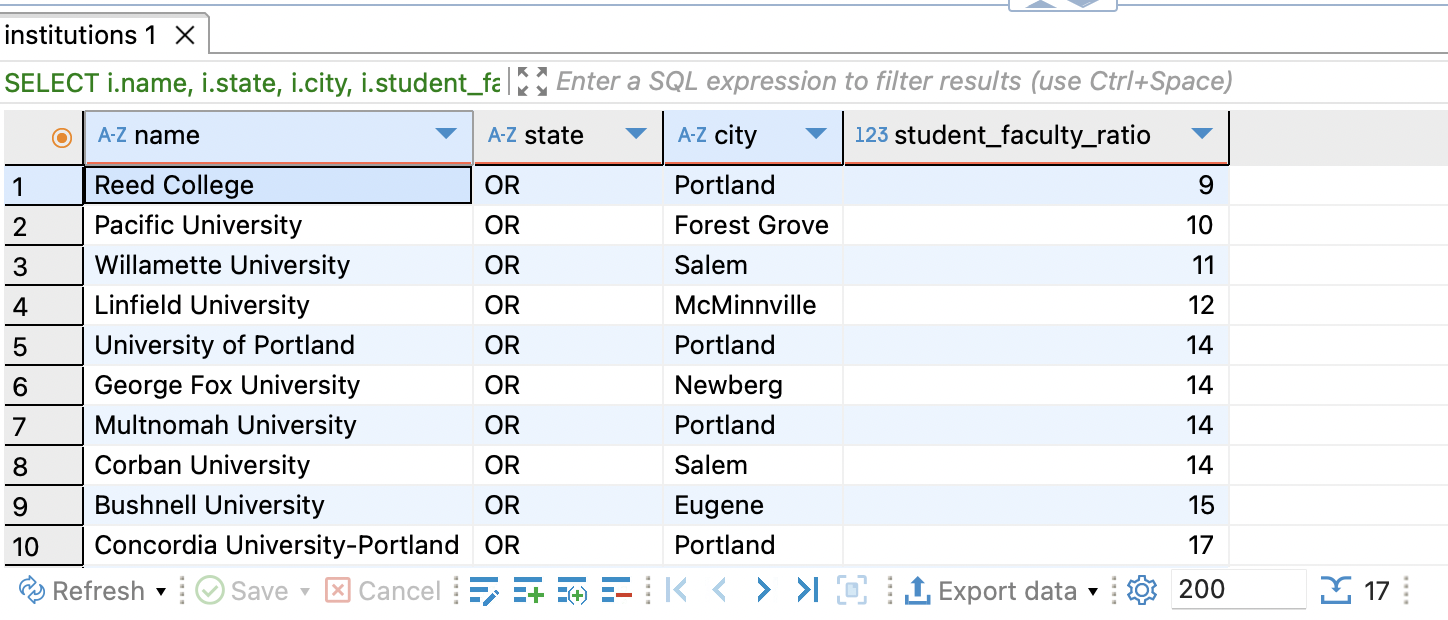 institutions 1
SELECT i.name, i.state, i.city, i.student_fa Enter a SQL expression to filter results (use Ctrl+Space)
A-Z name A-Z state A-Z city 123 student_faculty_ratio
1 Reed College OR Portland 9
2 Pacific University OR Forest Grove 10
3 Willamette University OR Salem 11
4 Linfield University OR McMinnville 12
5 University of Portland OR Portland 14
6 George Fox University OR Newberg 14
7 Multnomah University OR Portland 14
8 Corban University OR Salem 14
9 Bushnell University OR Eugene 15
10 Concordia University-Portland OR Portland 17
Refresh Save Cancel Export data 200 17